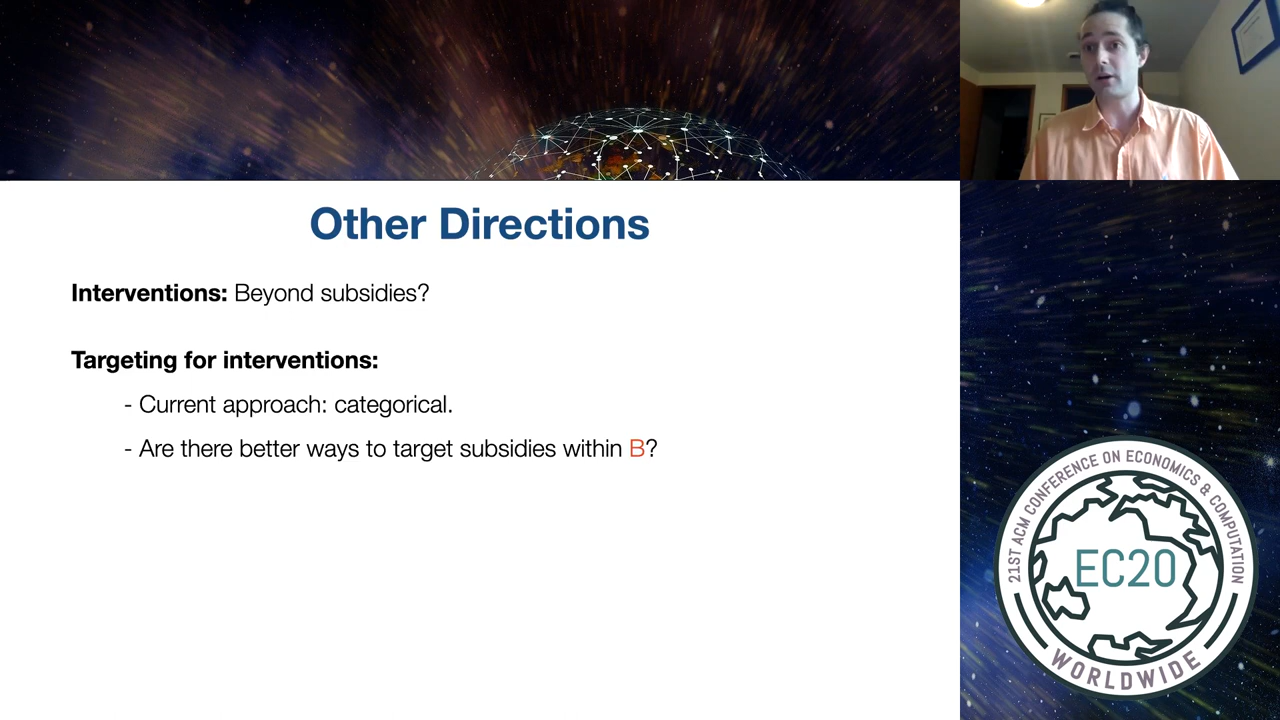 Other Directions
Interventions: Beyond subsidies?
Targeting for interventions:
- Current approach: categorical.
- Are there better ways to target subsidies within B?
21ST ACM CONFERENCE ON ECONOMICS & COMPUTATION
EC20
WORLDWIDE